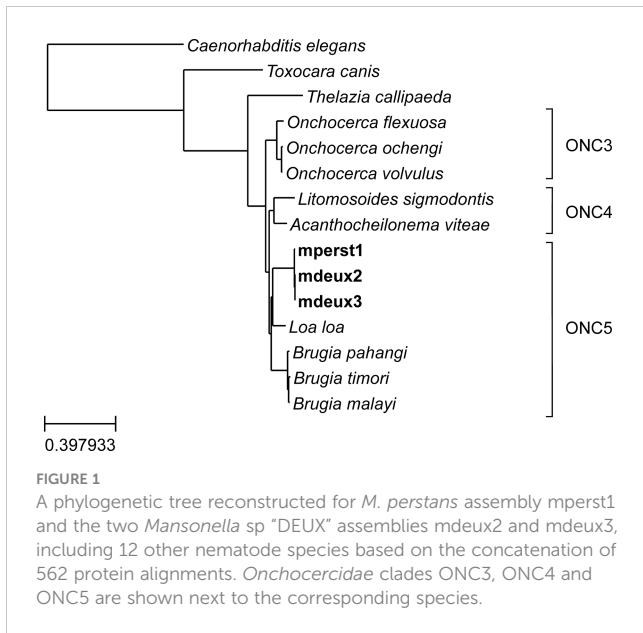 Caenorhabditis elegans
Toxocara canis
Thelazia callipaeda
Onchocerca flexuosa
Onchocerca ochengi
Onchocerca volvulus
ONC3
Litomosoides sigmodontis
Acanthocheilonema viteae
ONC4
mperst1
mdeux2
mdeux3
Loa loa
Brugia pahangi
Brugia timori
Brugia malayi
ONC5
0.397933
FIGURE 1
A phylogenetic tree reconstructed for M. perstans assembly mperst1
and the two Mansonella sp “DEUX” assemblies mdeux2 and mdeux3,
including 12 other nematode species based on the concatenation of
562 protein alignments. Onchocercidae clades ONC3, ONC4 and
ONC5 are shown next to the corresponding species.